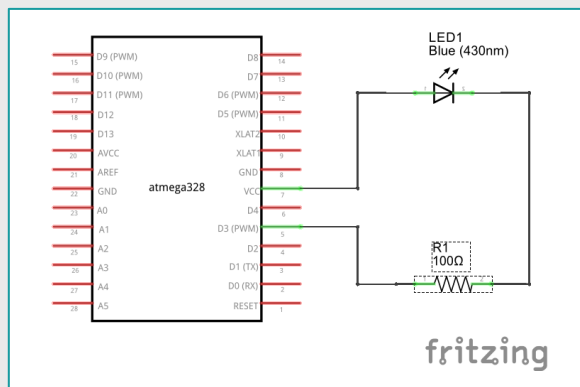 LED1
Blue (430nm)
D9 (PWM)
15
D8
14
D10 (PWM)
16
D7
13
D11 (PWM)
17
D6 (PWM)
12
D12
18
D5 (PWM)
11
D13
19
XLAT2
10
AVCC
20
XLAT1
9
AREF
21
GND
8
GND
22
atmega328
VCC
7
A0
23
D4
6
A1
24
D3 (PWM)
5
A2
25
D2
4
A3
26
D1 (TX)
3
A4
27
D0 (RX)
2
A5
28
RESET
1
R1
100Ω
fritzing